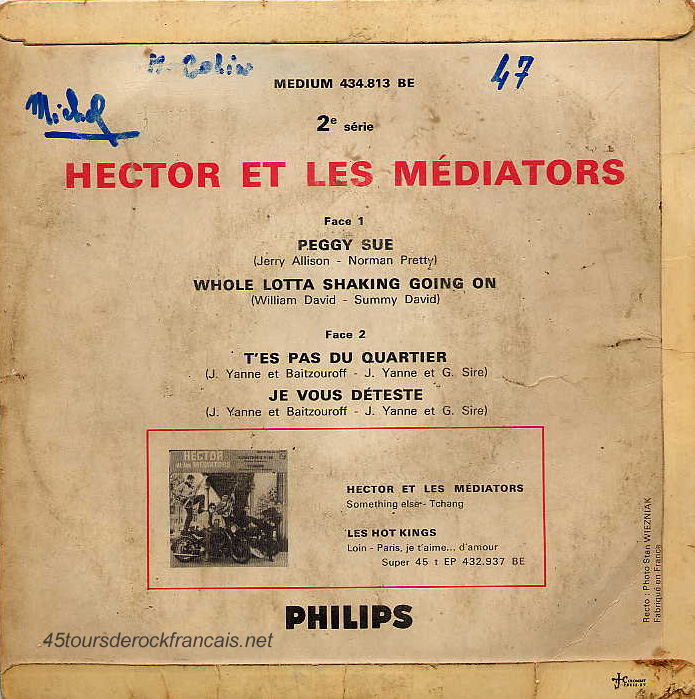 M. Colin
MEDIUM 434.813 BE
47
Michel
2e série
HECTOR ET LES MÉDIATORS
Face 1
PEGGY SUE
(Jerry Allison - Norman Pretty)
WHOLE LOTTA SHAKING GOING ON
(William David - Summy David)
Face 2
T'ES PAS DU QUARTIER
(J. Yanne et Baitzouroff - J. Yanne et G. Sire)
JE VOUS DÉTESTE
(J. Yanne et Baitzouroff - J. Yanne et G. Sire)
HECTOR
et les MÉDIATORS
HECTOR ET LES MÉDIATORS
Something else - Tchang
LES HOT KINGS
Loin - Paris, je t'aime... d'amour
Super 45 t EP 432.937 BE
Recto : Photo Stan WIEZNIAK
Fabriqué en France
PHILIPS
45toursderockfrancais.net